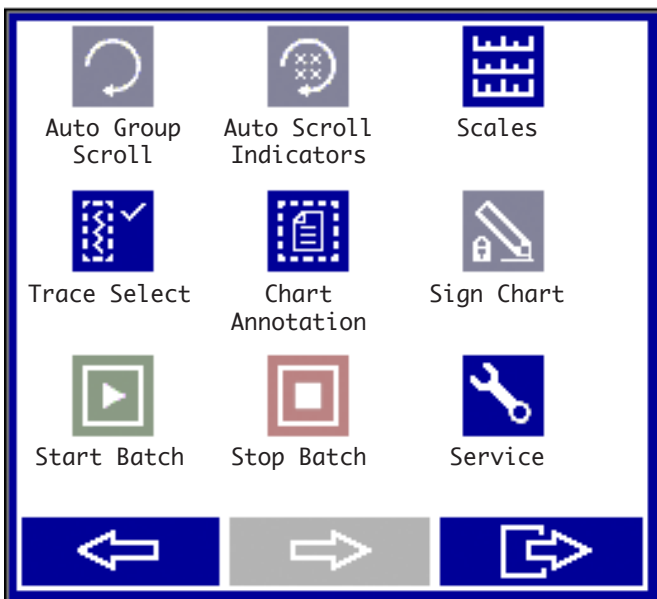 Auto Group
Scroll
Auto Scroll
Indicators
Scales
Trace Select
Chart
Annotation
Sign Chart
Start Batch
Stop Batch
Service